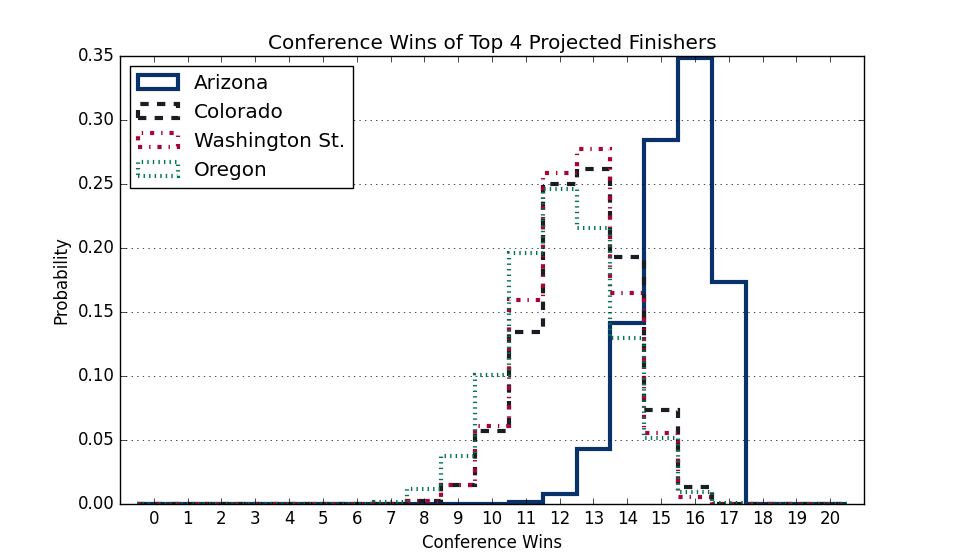 Conference Wins of Top 4 Projected Finishers
Arizona
Colorado
Washington St.
Oregon
Probability
0.35
0.30
0.25
0.20
0.15
0.10
0.05
0.00
0 1 2 3 4 5 6 7 8 9 10 11 12 13 14 15 16 17 18 19 20
Conference Wins